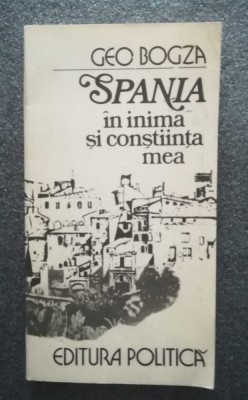 GEO BOGZA
SPANIA
în inima
și conștiința
mea
EDITURA POLITICĂ